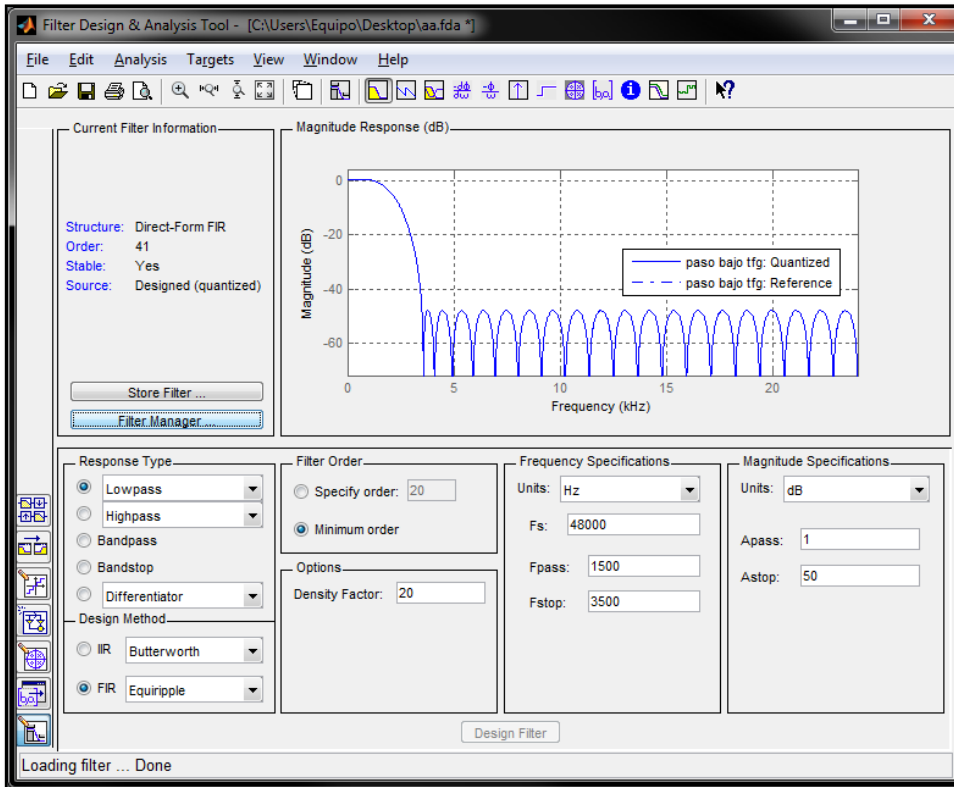 Filter Design & Analysis Tool - [C:\Users\Equipo\Desktop\aa.fda *]
File Edit Analysis Targets View Window Help
Current Filter Information
Structure: Direct-Form FIR
Order: 41
Stable: Yes
Source: Designed (quantized)
Store Filter ...
Filter Manager ...
Magnitude Response (dB)
0
-20
-40
-60
Magnitude (dB)
paso bajo tfg: Quantized
paso bajo tfg: Reference
0 5 10 15 20
Frequency (kHz)
Response Type
Lowpass
Highpass
Bandpass
Bandstop
Differentiator
Design Method
IIR Butterworth
FIR Equiripple
Filter Order
Specify order: 20
Minimum order
Options
Density Factor: 20
Frequency Specifications
Units: Hz
Fs: 48000
Fpass: 1500
Fstop: 3500
Magnitude Specifications
Units: dB
Apass: 1
Astop: 50
Design Filter
Loading filter ... Done